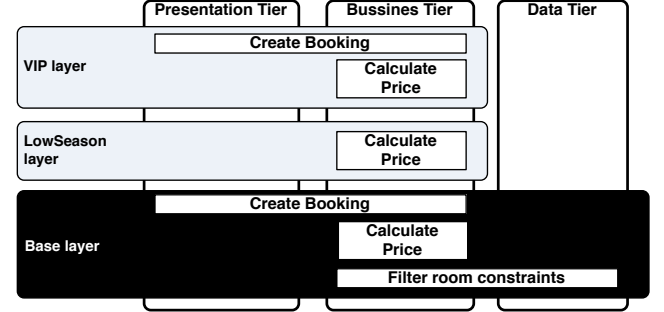 Presentation Tier
Bussines Tier
Data Tier
VIP layer
Create Booking
Calculate
Price
LowSeason
layer
Calculate
Price
Base layer
Create Booking
Calculate
Price
Filter room constraints